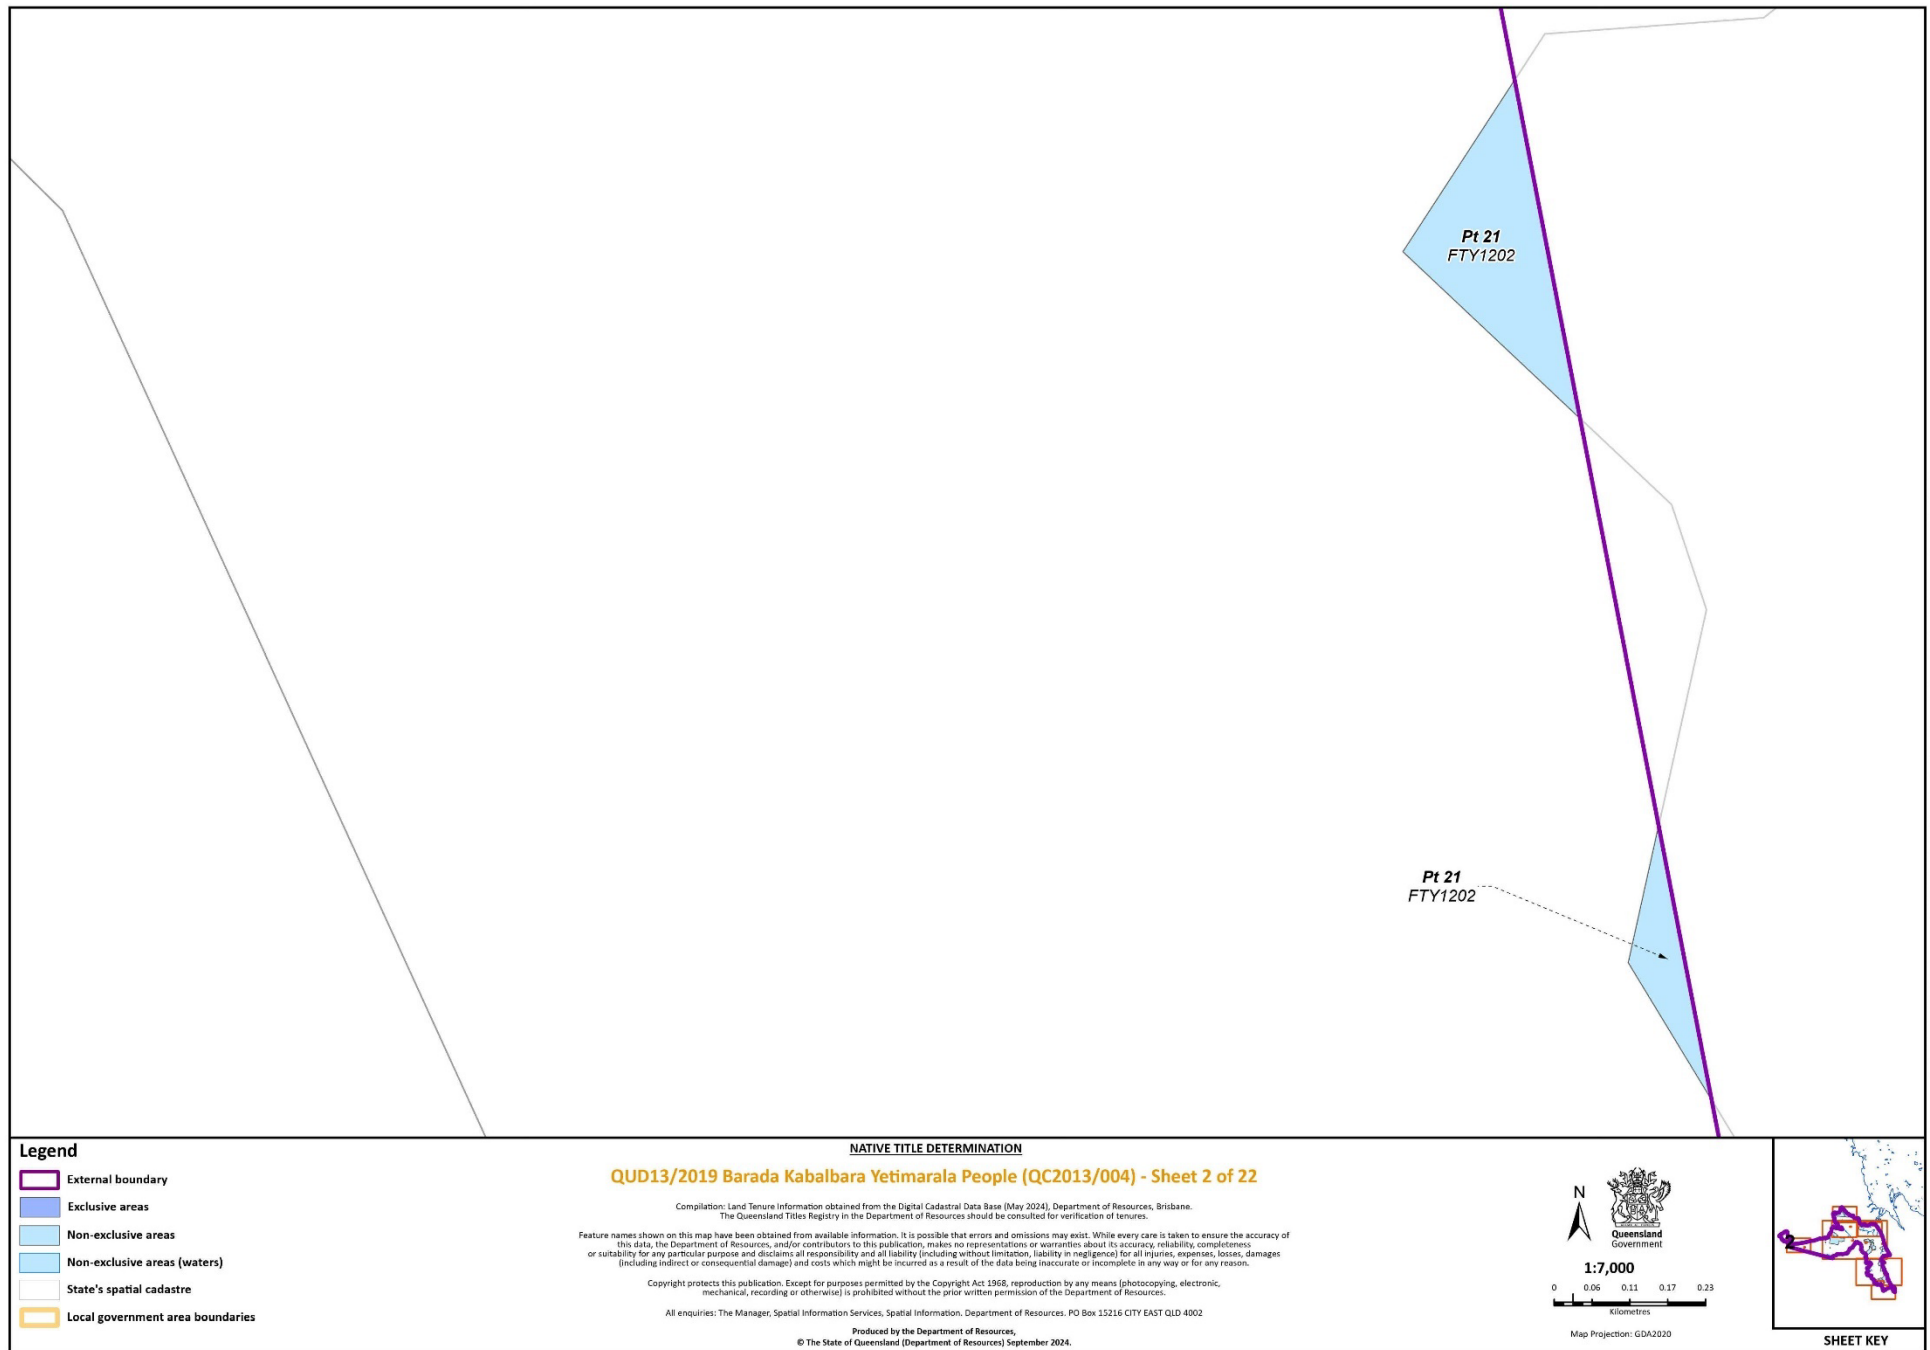 Pt 21
FTY1202
Pt 21
FTY1202
Legend
External boundary
Exclusive areas
Non-exclusive areas
Non-exclusive areas (waters)
State's spatial cadastre
Local government area boundaries
NATIVE TITLE DETERMINATION
QUD13/2019 Barada Kabalbara Yetimarala People (QC2013/004) - Sheet 2 of 22
Compilation: Land Tenure Information obtained from the Digital Cadastral Data Base (May 2024), Department of Resources, Brisbane.
The Queensland Titles Registry in the Department of Resources should be consulted for verification of tenures.
Feature names shown on this map have been obtained from available information. It is possible that errors and omissions may exist. While every care is taken to ensure the accuracy of
this data, the Department of Resources, and/or contributors to this publication, makes no representations or warranties about its accuracy, reliability, completeness
or suitability for any particular purpose and disclaims all responsibility and all liability (including without limitation, liability in negligence) for all injuries, expenses, losses, damages
(including indirect or consequential damage) and costs which might be incurred as a result of the data being inaccurate or incomplete in any way or for any reason.
Copyright protects this publication. Except for purposes permitted by the Copyright Act 1968, reproduction by any means (photocopying, electronic,
mechanical, recording or otherwise) is prohibited without the prior written permission of the Department of Resources.
All enquiries: The Manager, Spatial Information Services, Spatial Information. Department of Resources. PO Box 15216 CITY EAST QLD 4002
Produced by the Department of Resources,
© The State of Queensland (Department of Resources) September 2024.
N
Queensland
Government
1:7,000
0 0.06 0.11 0.17 0.23
Kilometres
Map Projection: GDA2020
2
SHEET KEY